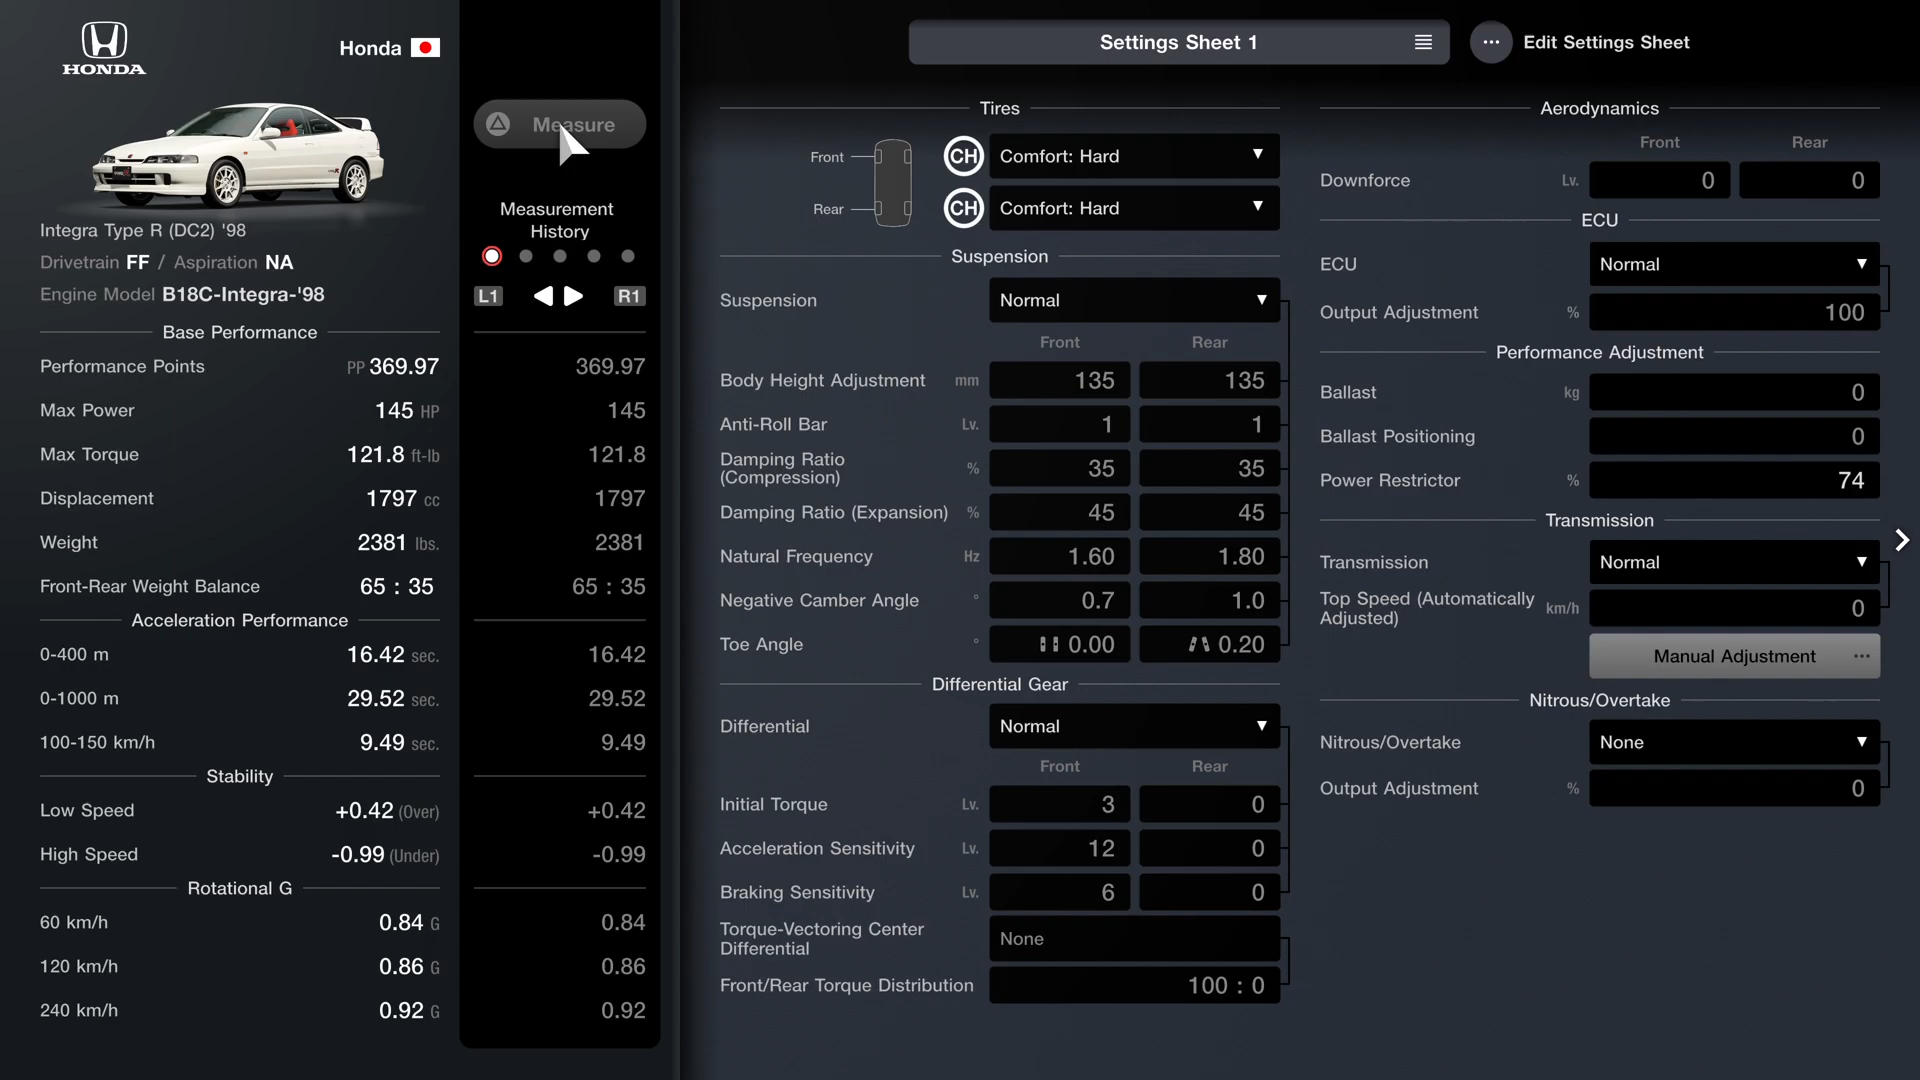 HONDA
Honda
Integra Type R (DC2) '98
Drivetrain FF / Aspiration NA
Engine Model B18C-Integra-'98
Base Performance
Performance Points PP 369.97
Max Power 145 HP
Max Torque 121.8 ft-lb
Displacement 1797 cc
Weight 2381 lbs.
Front-Rear Weight Balance 65 : 35
Acceleration Performance
0-400 m 16.42 sec.
0-1000 m 29.52 sec.
100-150 km/h 9.49 sec.
Stability
Low Speed +0.42 (Over)
High Speed -0.99 (Under)
Rotational G
60 km/h 0.84 G
120 km/h 0.86 G
240 km/h 0.92 G
Measure
Measurement
History
L1 R1
369.97
145
121.8
1797
2381
65 : 35
16.42
29.52
9.49
+0.42
-0.99
0.84
0.86
0.92
Settings Sheet 1
Edit Settings Sheet
Tires
Front CH Comfort: Hard
Rear CH Comfort: Hard
Suspension
Suspension Normal
Front Rear
Body Height Adjustment mm 135 135
Anti-Roll Bar Lv. 1 1
Damping Ratio
(Compression) % 35 35
Damping Ratio (Expansion) % 45 45
Natural Frequency Hz 1.60 1.80
Negative Camber Angle ° 0.7 1.0
Toe Angle ° 0.00 0.20
Differential Gear
Differential Normal
Front Rear
Initial Torque Lv. 3 0
Acceleration Sensitivity Lv. 12 0
Braking Sensitivity Lv. 6 0
Torque-Vectoring Center
Differential None
Front/Rear Torque Distribution 100 : 0
Aerodynamics
Front Rear
Downforce Lv. 0 0
ECU
ECU Normal
Output Adjustment % 100
Performance Adjustment
Ballast kg 0
Ballast Positioning 0
Power Restrictor % 74
Transmission
Transmission Normal
Top Speed (Automatically
Adjusted) km/h 0
Manual Adjustment
Nitrous/Overtake
Nitrous/Overtake None
Output Adjustment % 0